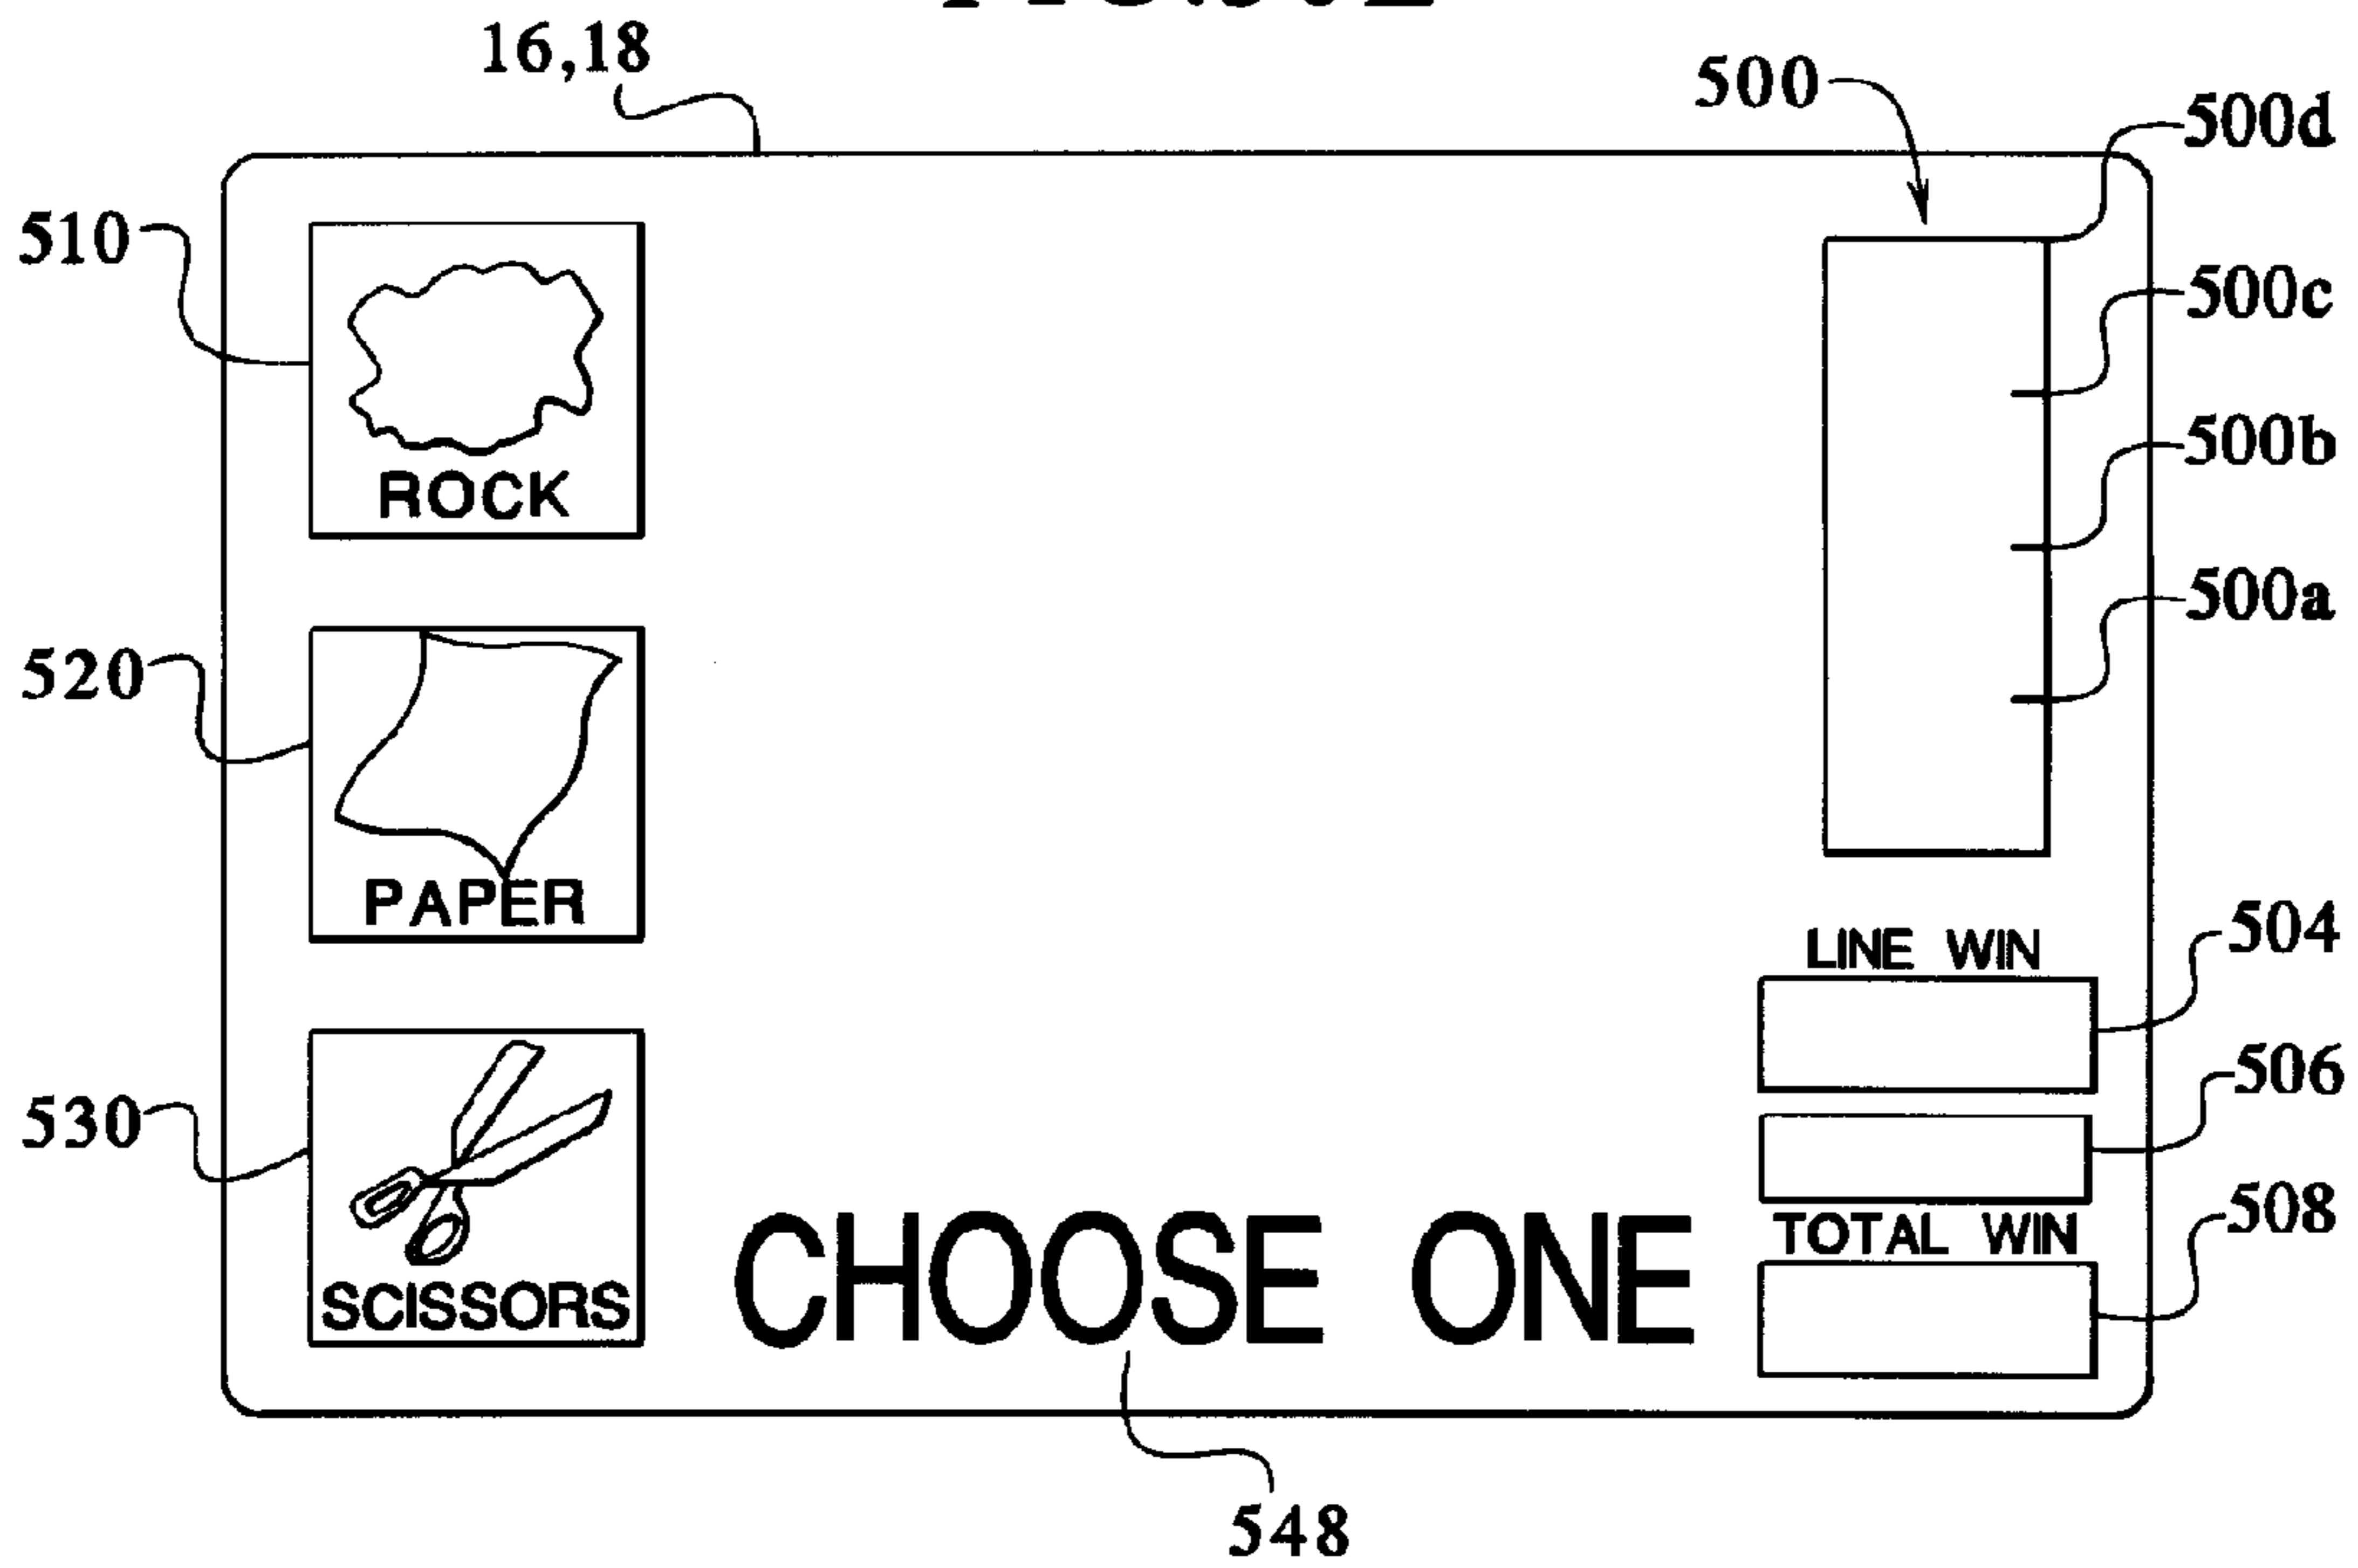 16,18
500
500d
510
500c
ROCK
500b
500a
520
PAPER
LINE WIN
504
506
530
SCISSORS
CHOOSE ONE
TOTAL WIN
508
548